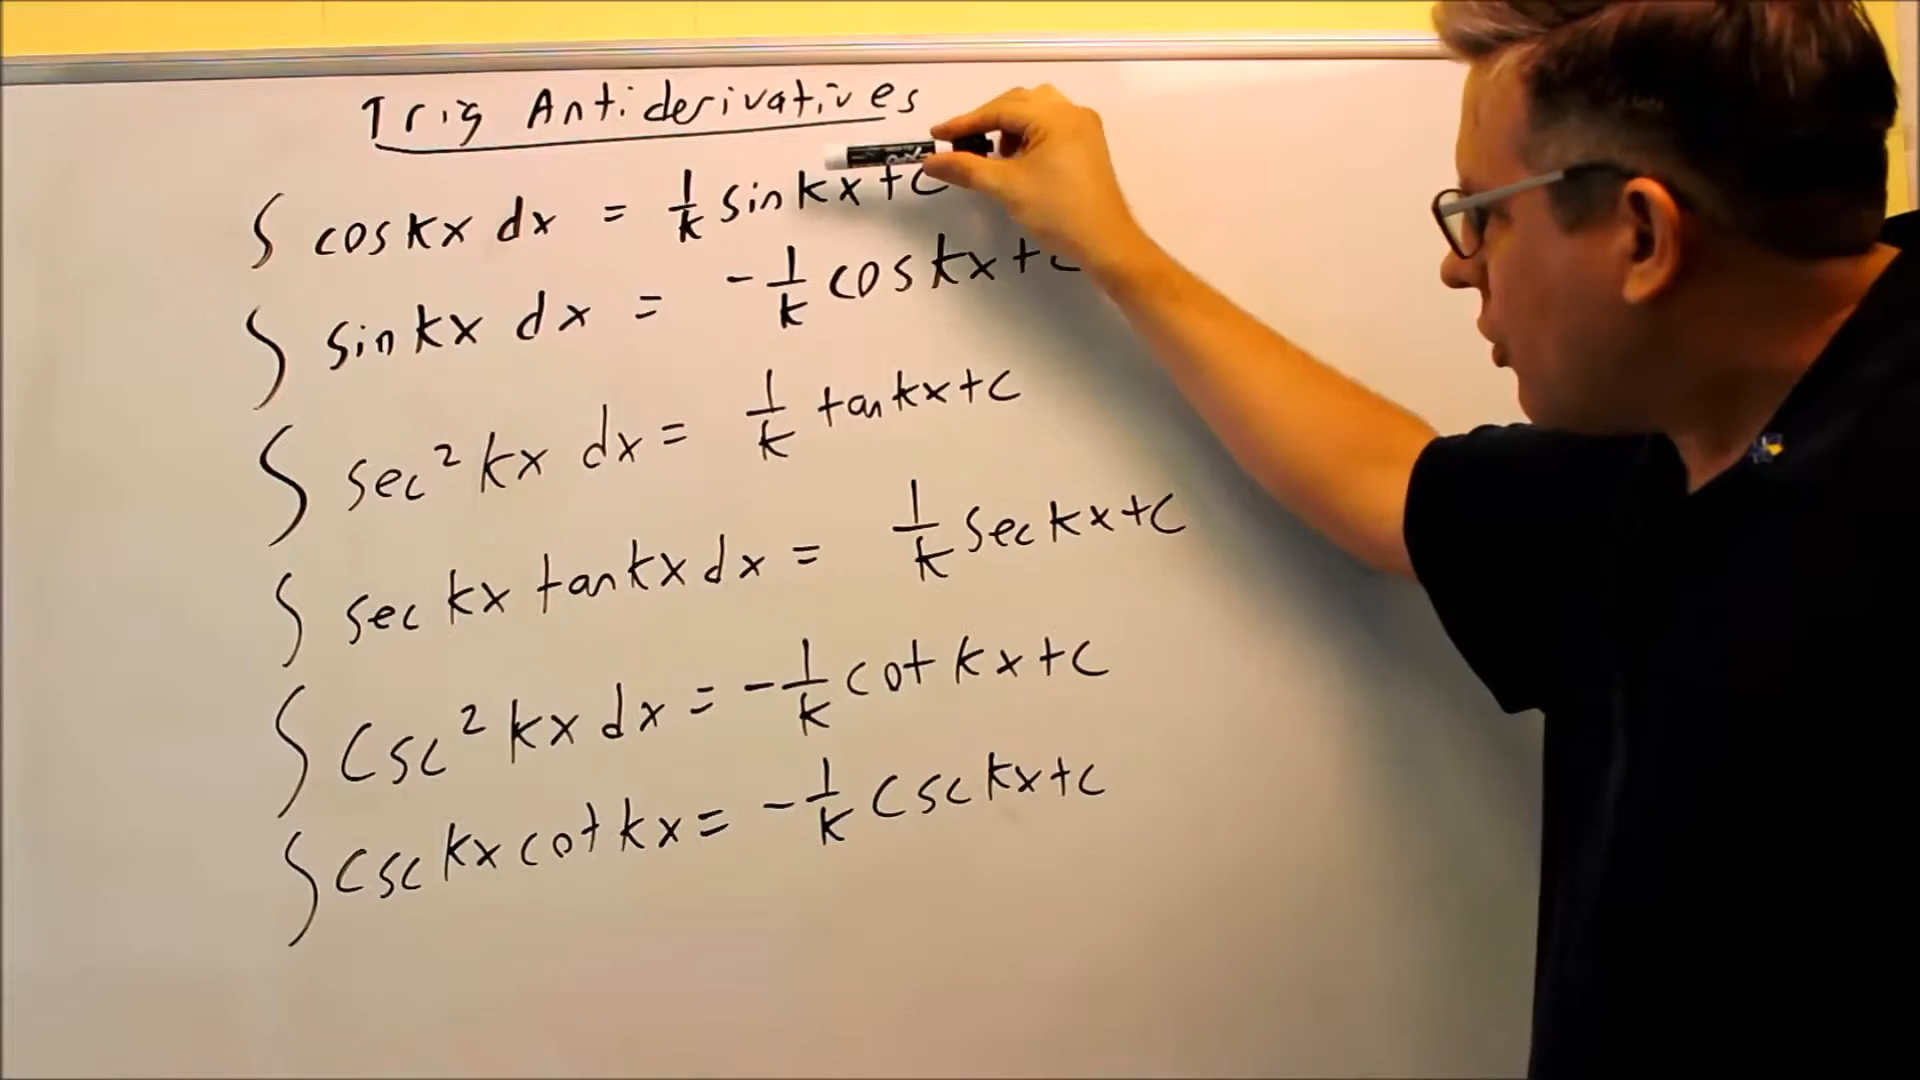 Trig Antiderivatives
∫ cos kx dx = 1/k sin kx + c
∫ sin kx dx = - 1/k cos kx + c
∫ sec² kx dx = 1/k tan kx + c
∫ sec kx tan kx dx = 1/k sec kx + c
∫ csc² kx dx = - 1/k cot kx + c
∫ csc kx cot kx = - 1/k csc kx + c